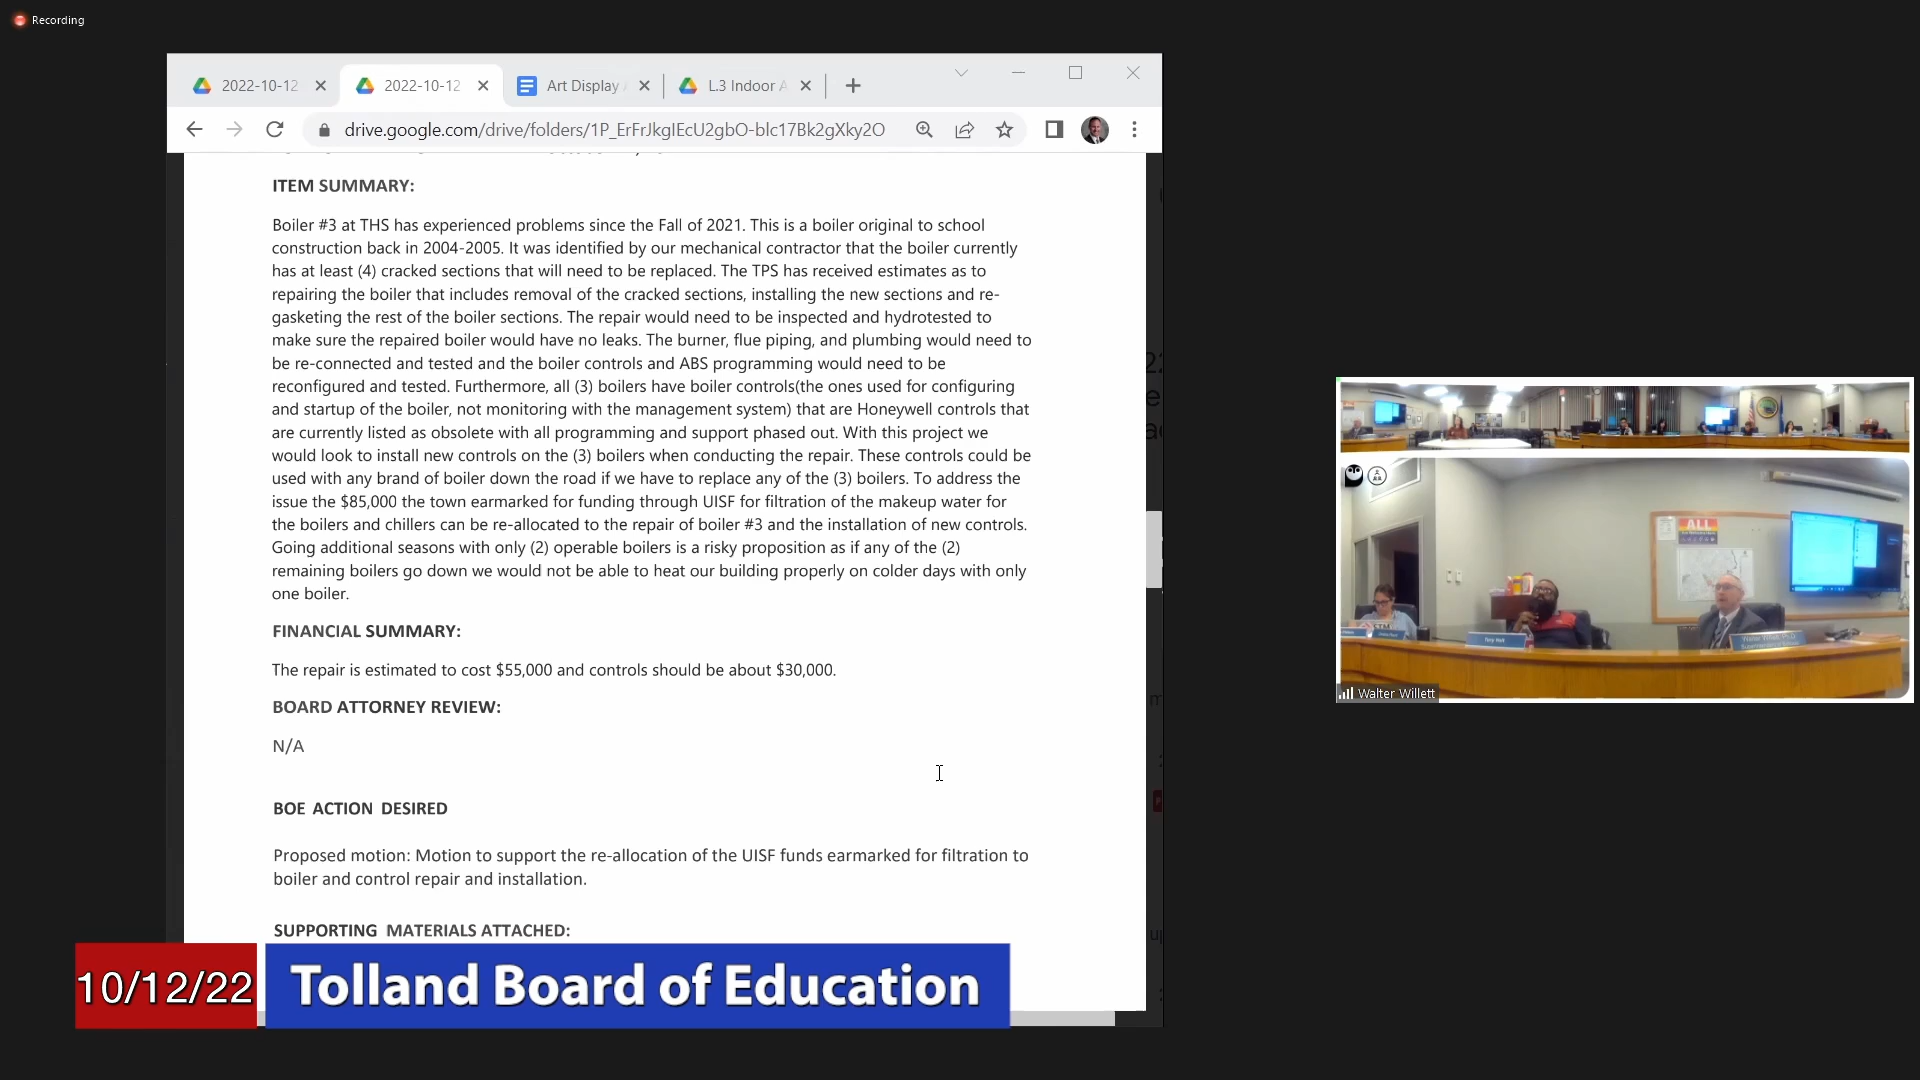 Recording
2022-10-12
2022-10-12
Art Display
L.3 Indoor A
drive.google.com/drive/folders/1P_ErFrJkgIEcU2gbO-blc17Bk2gXky2O
ITEM SUMMARY:
Boiler #3 at THS has experienced problems since the Fall of 2021. This is a boiler original to school
construction back in 2004-2005. It was identified by our mechanical contractor that the boiler currently
has at least (4) cracked sections that will need to be replaced. The TPS has received estimates as to
repairing the boiler that includes removal of the cracked sections, installing the new sections and re-
gasketing the rest of the boiler sections. The repair would need to be inspected and hydrotested to
make sure the repaired boiler would have no leaks. The burner, flue piping, and plumbing would need to
be re-connected and tested and the boiler controls and ABS programming would need to be
reconfigured and tested. Furthermore, all (3) boilers have boiler controls(the ones used for configuring
and startup of the boiler, not monitoring with the management system) that are Honeywell controls that
are currently listed as obsolete with all programming and support phased out. With this project we
would look to install new controls on the (3) boilers when conducting the repair. These controls could be
used with any brand of boiler down the road if we have to replace any of the (3) boilers. To address the
issue the $85,000 the town earmarked for funding through UISF for filtration of the makeup water for
the boilers and chillers can be re-allocated to the repair of boiler #3 and the installation of new controls.
Going additional seasons with only (2) operable boilers is a risky proposition as if any of the (2)
remaining boilers go down we would not be able to heat our building properly on colder days with only
one boiler.
FINANCIAL SUMMARY:
The repair is estimated to cost $55,000 and controls should be about $30,000.
BOARD ATTORNEY REVIEW:
N/A
BOE ACTION DESIRED
Proposed motion: Motion to support the re-allocation of the UISF funds earmarked for filtration to
boiler and control repair and installation.
SUPPORTING MATERIALS ATTACHED:
ALL
Walter Willett
10/12/22
Tolland Board of Education